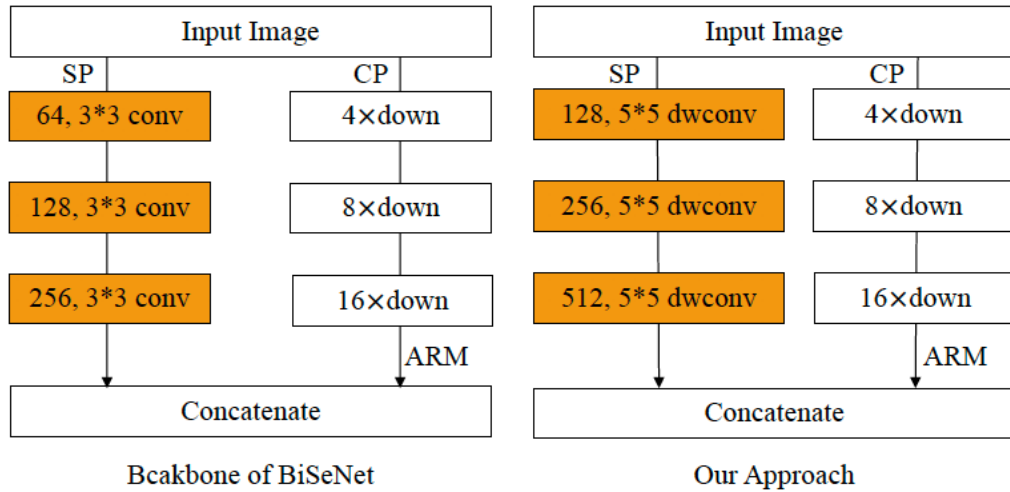 Input Image
SP
CP
64, 3*3 conv
4×down
128, 3*3 conv
8×down
256, 3*3 conv
16×down
ARM
Concatenate
Bcakbone of BiSeNet
Input Image
SP
CP
128, 5*5 dwconv
4×down
256, 5*5 dwconv
8×down
512, 5*5 dwconv
16×down
ARM
Concatenate
Our Approach